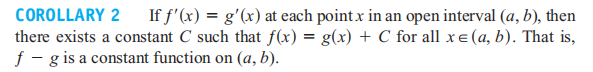 COROLLARY 2 If f′(x) = g′(x) at each point x in an open interval (a, b), then
there exists a constant C such that f(x) = g(x) + C for all x ∈ (a, b). That is,
f − g is a constant function on (a, b).